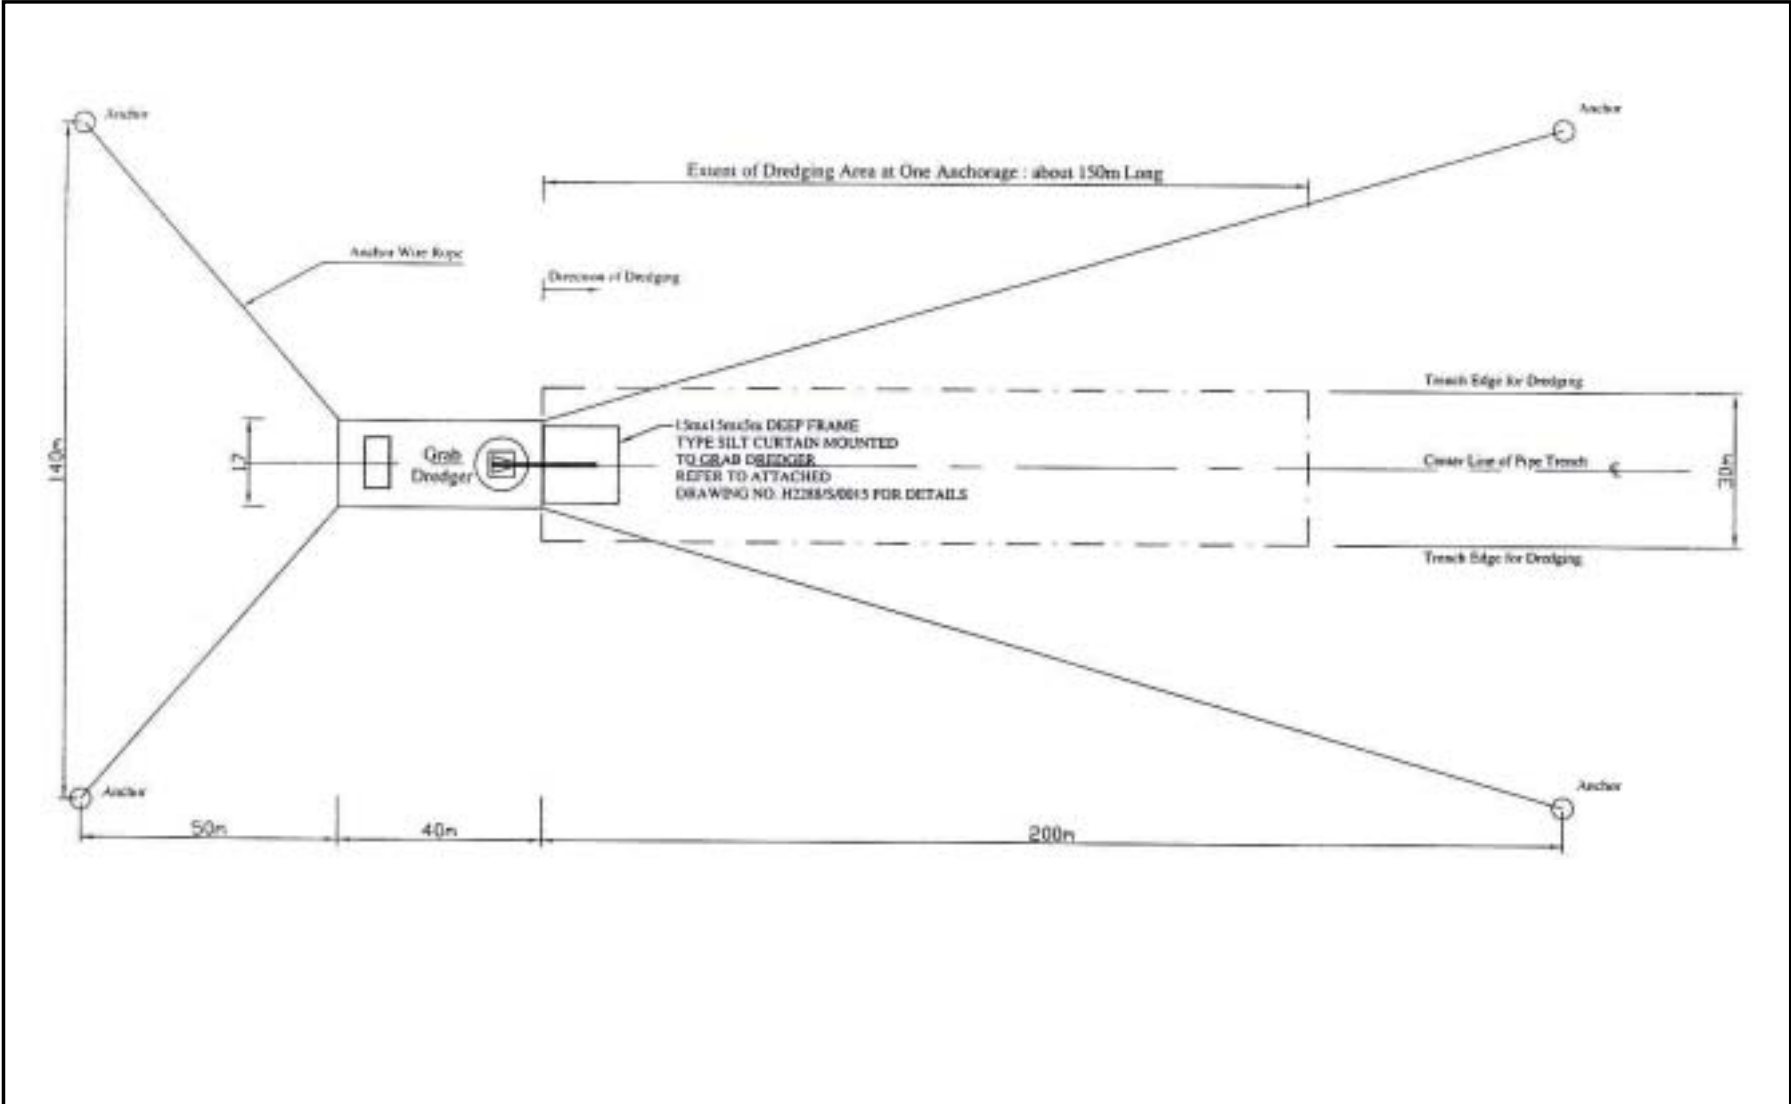 Anchor
Anchor
Extent of Dredging Area at One Anchorage : about 150m Long
Anchor Wire Rope
Direction of Dredging
Trench Edge for Dredging
15mx15mx5m DEEP FRAME
TYPE SILT CURTAIN MOUNTED
TO GRAB DREDGER
REFER TO ATTACHED
DRAWING NO. H2288/S/0015 FOR DETAILS
Grab
Dredger
140m
17
Center Line of Pipe Trench ℄
30m
Trench Edge for Dredging
Anchor
Anchor
50m
40m
200m